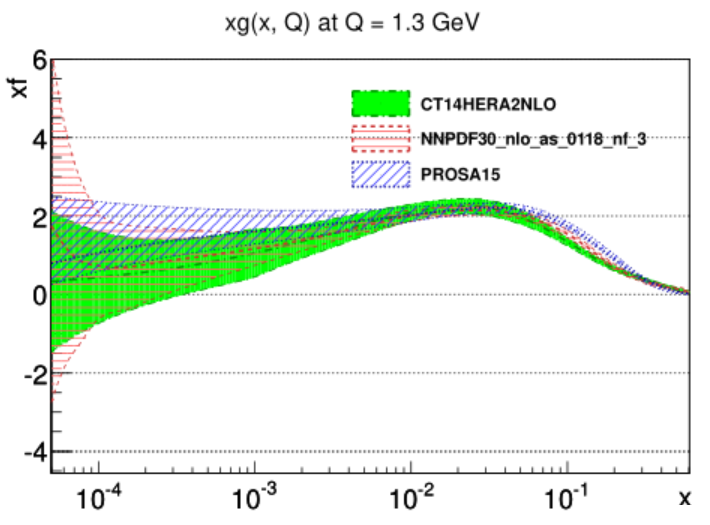 xg(x, Q) at Q = 1.3 GeV
xf
6
4
2
0
-2
-4
CT14HERA2NLO
NNPDF30_nlo_as_0118_nf_3
PROSA15
10⁻⁴
10⁻³
10⁻²
10⁻¹
x